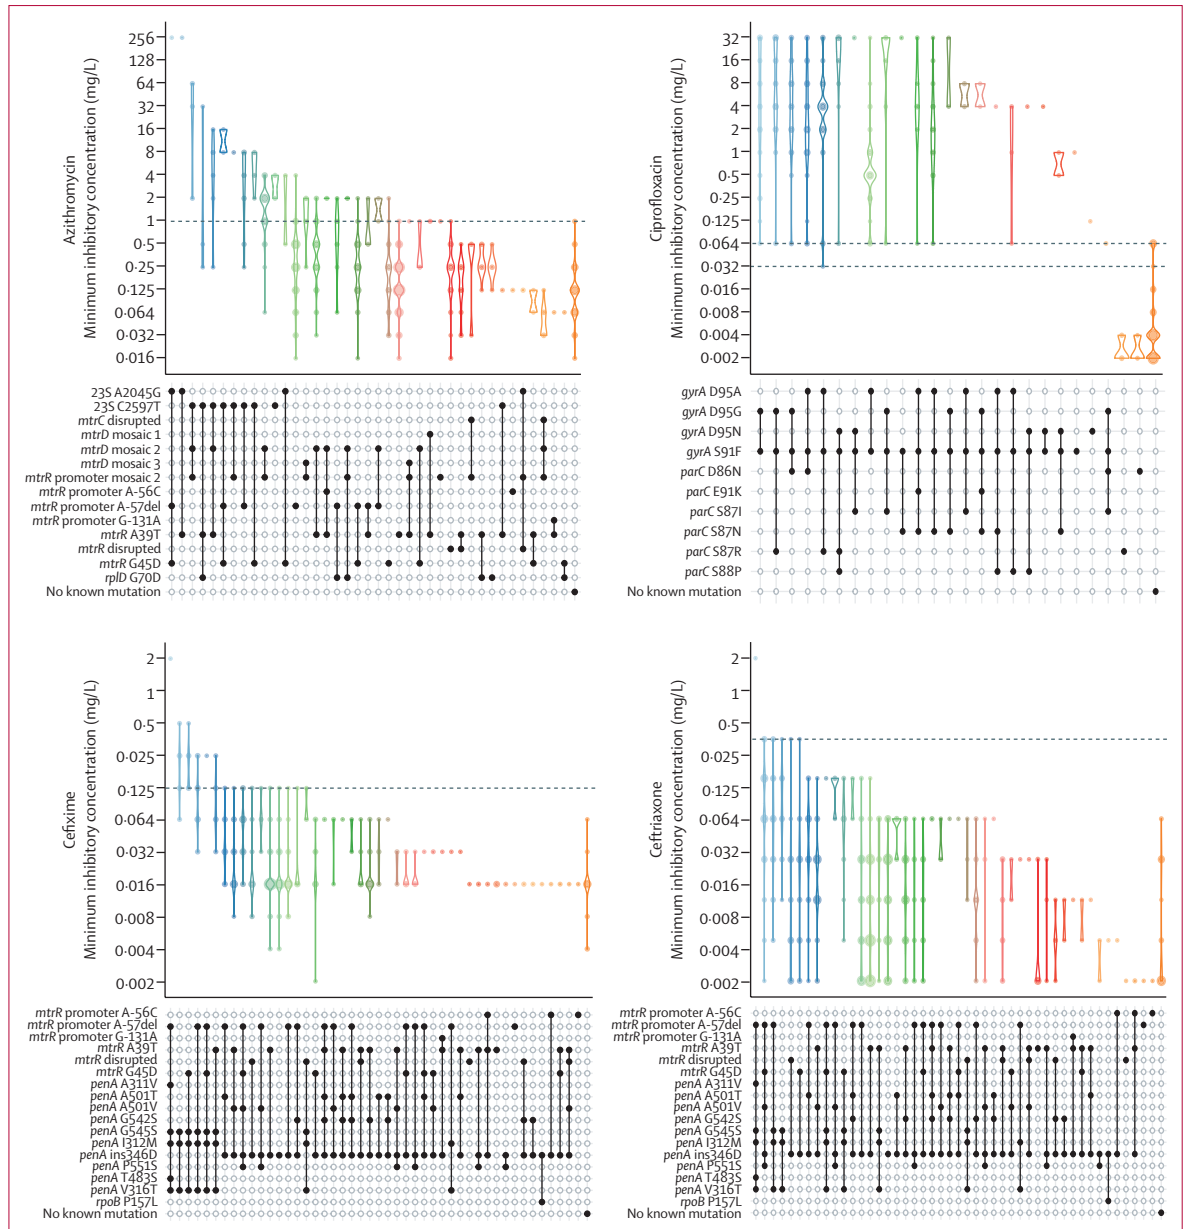 256
128
64
32
16
8
4
2
1
0·5
0·25
0·125
0·064
0·032
0·016
Azithromycin
Minimum inhibitory concentration (mg/L)
23S A2045G
23S C2597T
mtrC disrupted
mtrD mosaic 1
mtrD mosaic 2
mtrD mosaic 3
mtrR promoter mosaic 2
mtrR promoter A-56C
mtrR promoter A-57del
mtrR promoter G-131A
mtrR A39T
mtrR disrupted
mtrR G45D
rplD G70D
No known mutation
32
16
8
4
2
1
0·5
0·25
0·125
0·064
0·032
0·016
0·008
0·004
0·002
Ciprofloxacin
Minimum inhibitory concentration (mg/L)
gyrA D95A
gyrA D95G
gyrA D95N
gyrA S91F
parC D86N
parC E91K
parC S87I
parC S87N
parC S87R
parC S88P
No known mutation
2
1
0·5
0·025
0·125
0·064
0·032
0·016
0·008
0·004
0·002
Cefixime
Minimum inhibitory concentration (mg/L)
mtrR promoter A-56C
mtrR promoter A-57del
mtrR promoter G-131A
mtrR A39T
mtrR disrupted
mtrR G45D
penA A311V
penA A501T
penA A501V
penA G542S
penA G545S
penA I312M
penA ins346D
penA P551S
penA T483S
penA V316T
rpoB P157L
No known mutation
2
1
0·5
0·025
0·125
0·064
0·032
0·016
0·008
0·004
0·002
Ceftriaxone
Minimum inhibitory concentration (mg/L)
mtrR promoter A-56C
mtrR promoter A-57del
mtrR promoter G-131A
mtrR A39T
mtrR disrupted
mtrR G45D
penA A311V
penA A501T
penA A501V
penA G542S
penA G545S
penA I312M
penA ins346D
penA P551S
penA T483S
penA V316T
rpoB P157L
No known mutation